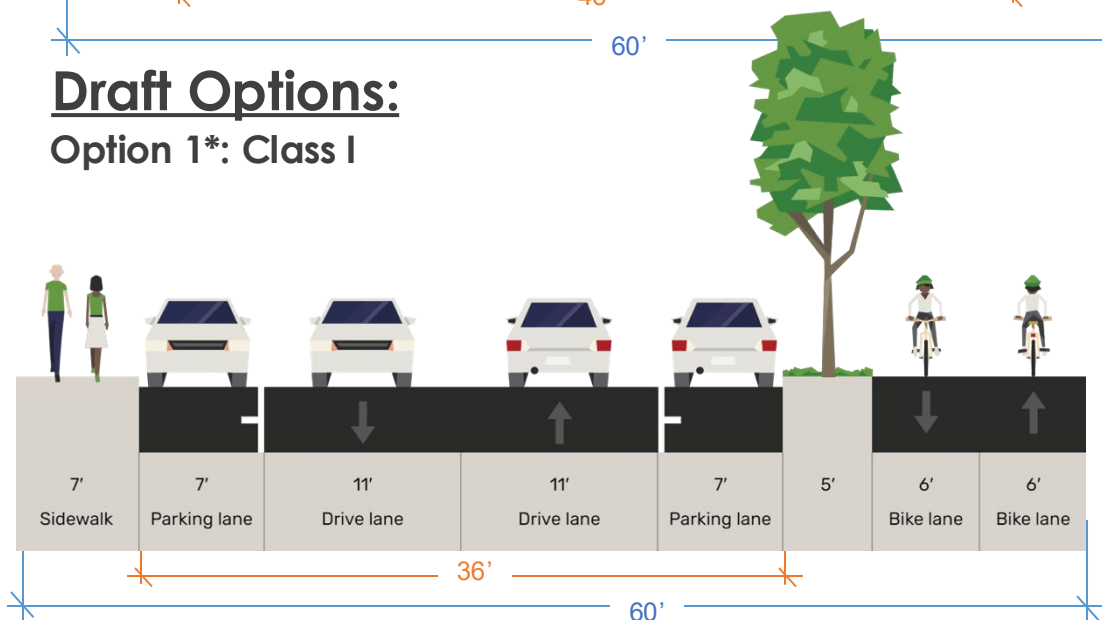 60’
Draft Options:
Option 1*: Class I
7’ 7’ 11’ 11’ 7’ 5’ 6’ 6’
Sidewalk Parking lane Drive lane Drive lane Parking lane Bike lane Bike lane
36’
60’